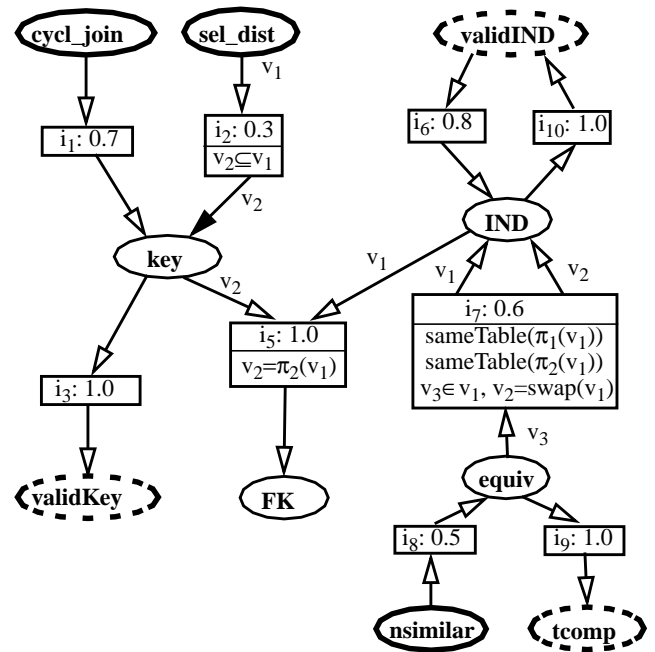 cycl_join
sel_dist
validIND
v1
i1: 0.7
i2: 0.3
v2⊆v1
i6: 0.8
i10: 1.0
v2
key
IND
v2
v1
v1
v2
i3: 1.0
i5: 1.0
v2=π2(v1)
i7: 0.6
sameTable(π1(v1))
sameTable(π2(v1))
v3∈v1, v2=swap(v1)
v3
validKey
FK
equiv
i8: 0.5
i9: 1.0
nsimilar
tcomp